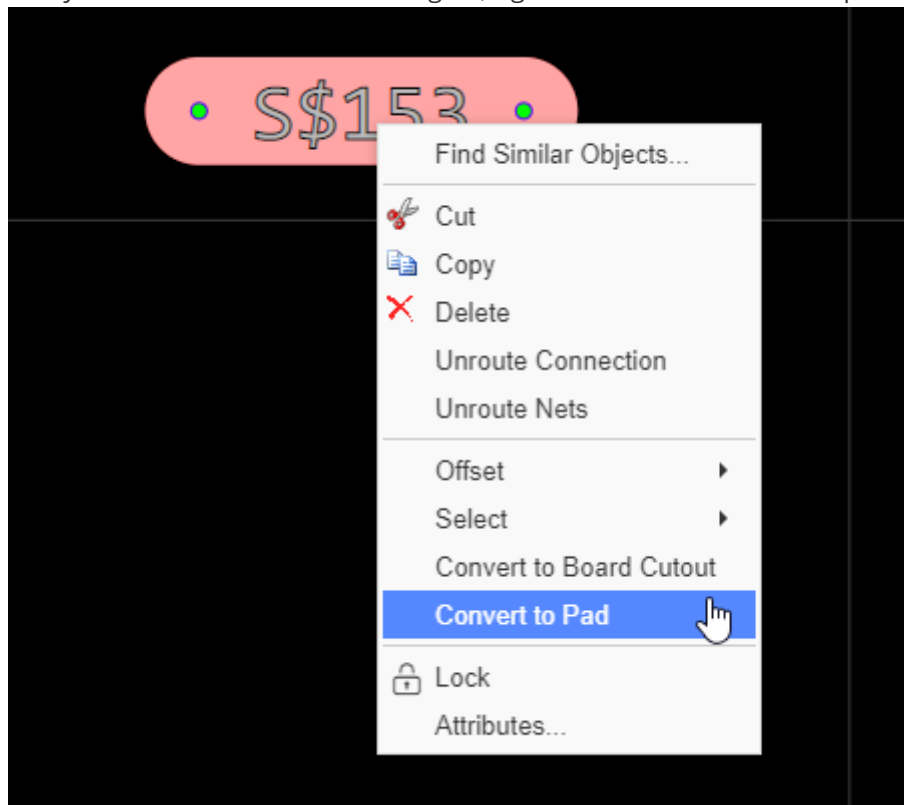 S$153
Find Similar Objects...
Cut
Copy
Delete
Unroute Connection
Unroute Nets
Offset
Select
Convert to Board Cutout
Convert to Pad
Lock
Attributes...